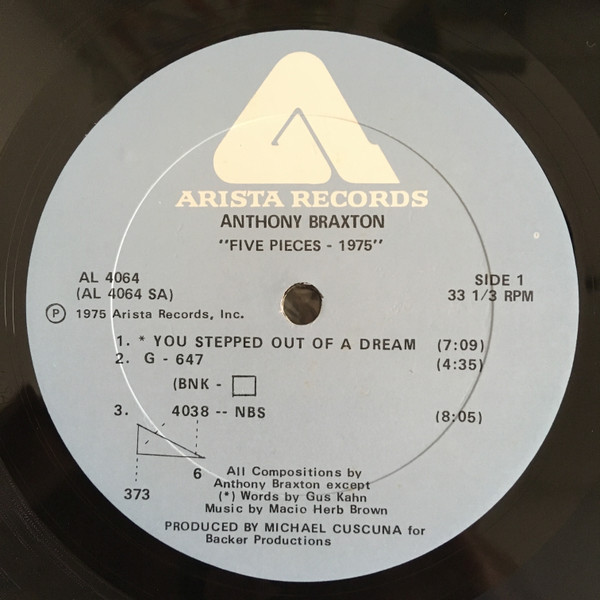 ARISTA RECORDS
ANTHONY BRAXTON
"FIVE PIECES - 1975"
AL 4064
(AL 4064 SA)
SIDE 1
33 1/3 RPM
Ⓟ 1975 Arista Records, Inc.
1. * YOU STEPPED OUT OF A DREAM (7:09)
2. G - 647 (4:35)
(BNK -
3. 4038 -- NBS (8:05)
6
373
All Compositions by
Anthony Braxton except
(*) Words by Gus Kahn
Music by Macio Herb Brown
PRODUCED BY MICHAEL CUSCUNA for
Backer Productions